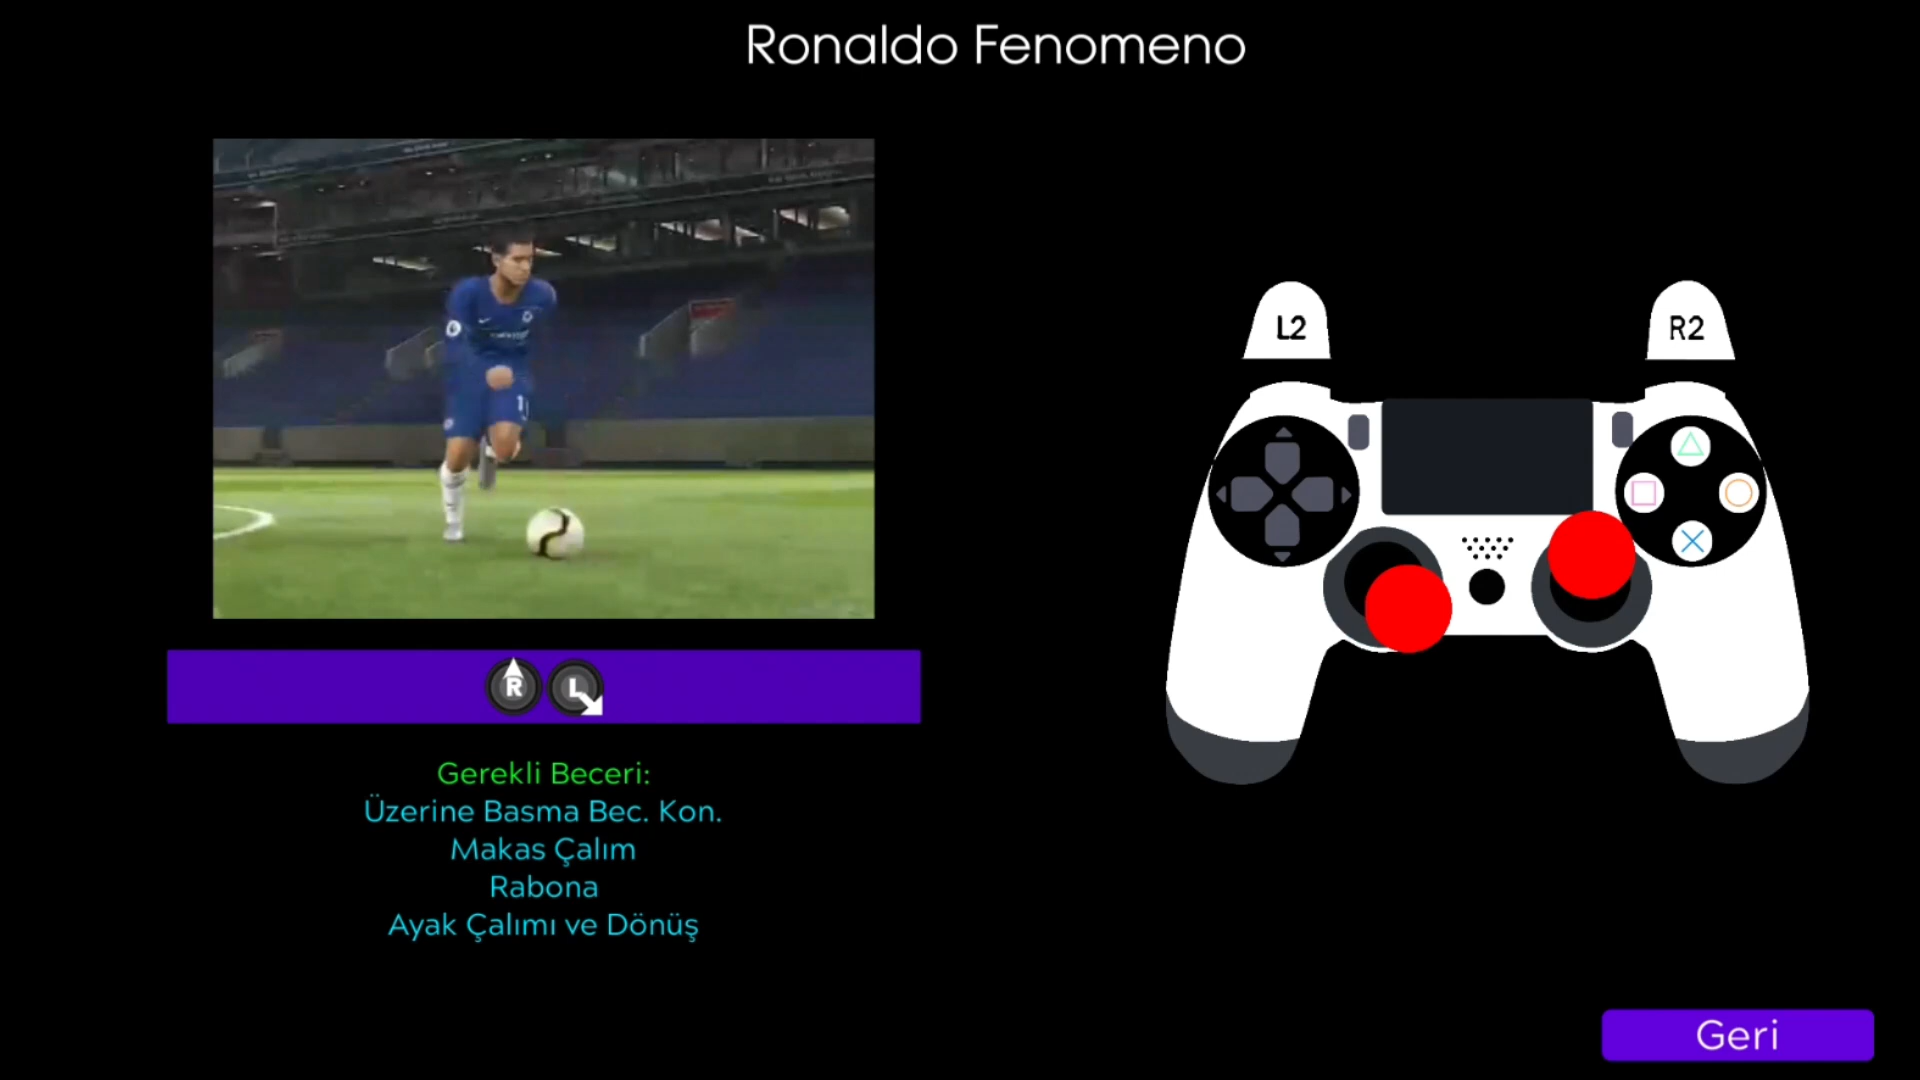 Ronaldo Fenomeno
L2
R2
R L
Gerekli Beceri:
Üzerine Basma Bec. Kon.
Makas Çalım
Rabona
Ayak Çalımı ve Dönüş
Geri